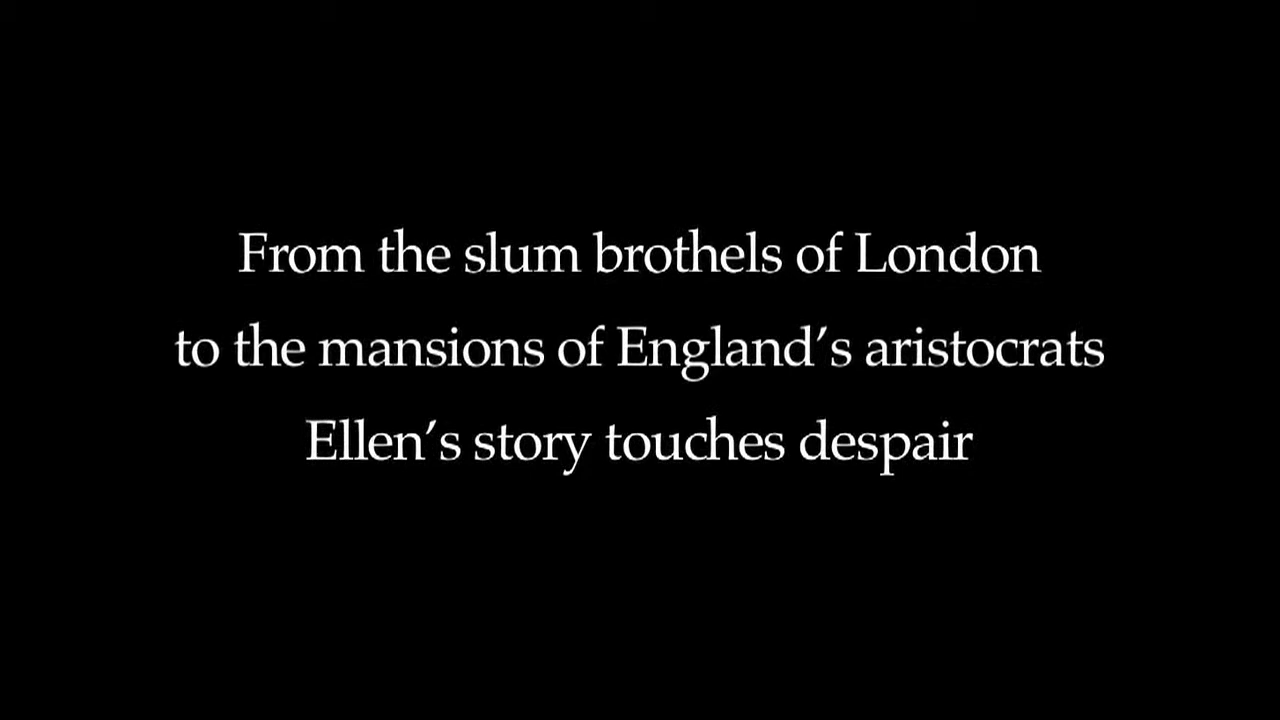 From the slum brothels of London
to the mansions of England’s aristocrats
Ellen’s story touches despair